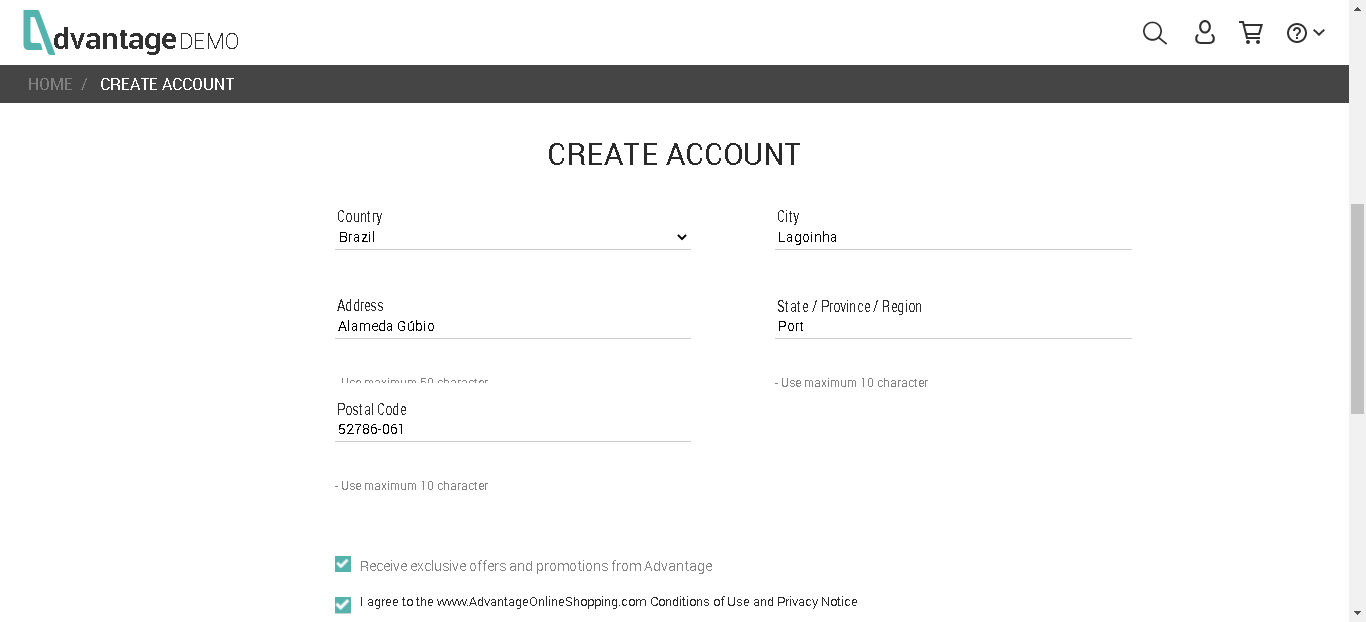 AdvantageDEMO
HOME / CREATE ACCOUNT
CREATE ACCOUNT
Country
Brazil
City
Lagoinha
Address
Alameda Gúbio
State / Province / Region
Port
- Use maximum 50 character
- Use maximum 10 character
Postal Code
52786-061
- Use maximum 10 character
Receive exclusive offers and promotions from Advantage
I agree to the www.AdvantageOnlineShopping.com Conditions of Use and Privacy Notice